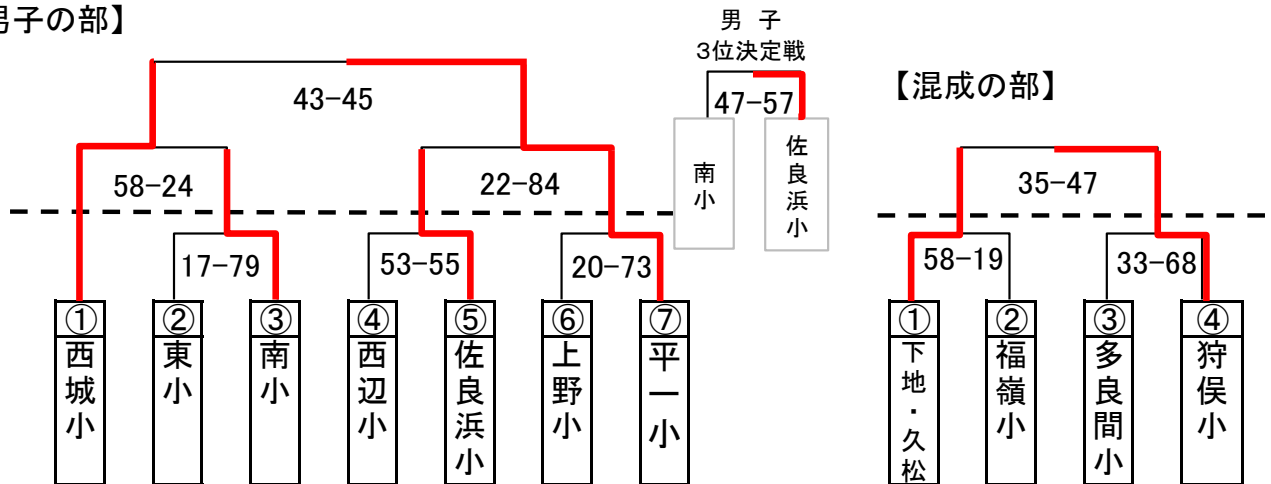 男子の部】
男 子
3位決定戦
43-45
47-57
南小
佐良浜小
58-24
22-84
17-79
53-55
20-73
①
西城小
②
東小
③
南小
④
西辺小
⑤
佐良浜小
⑥
上野小
⑦
平一小
【混成の部】
35-47
58-19
33-68
①
下地・久松
②
福嶺小
③
多良間小
④
狩俣小